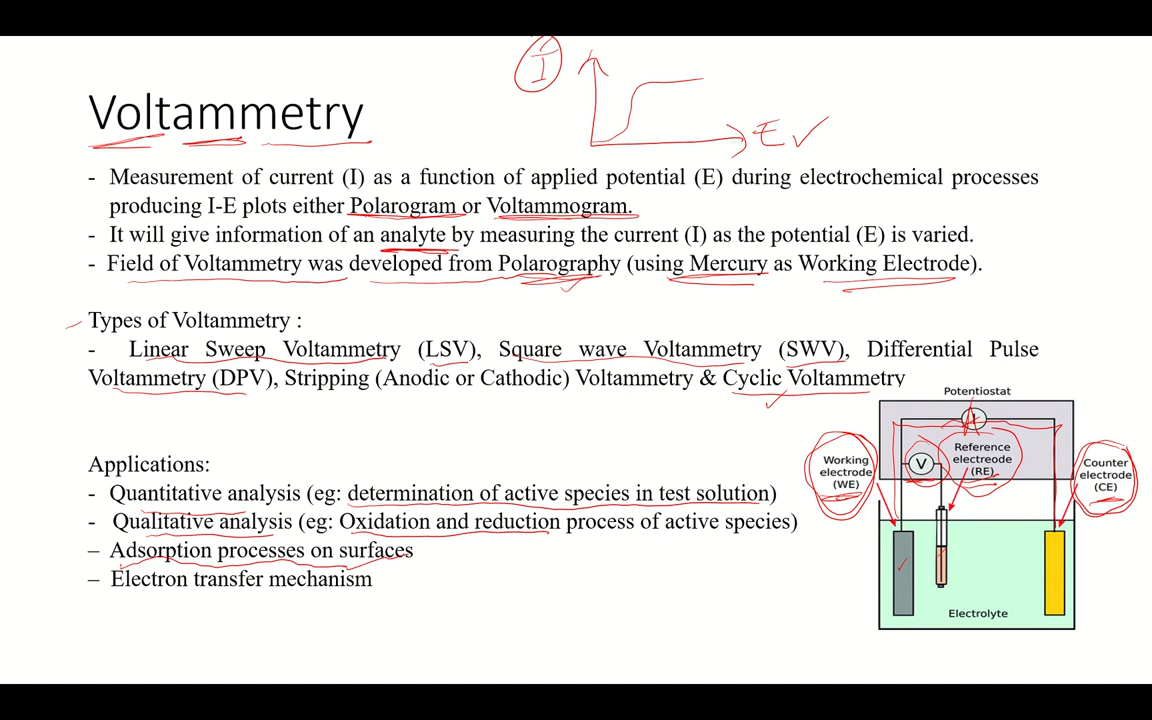 I
Voltammetry
E
- Measurement of current (I) as a function of applied potential (E) during electrochemical processes
producing I-E plots either Polarogram or Voltammogram.
- It will give information of an analyte by measuring the current (I) as the potential (E) is varied.
- Field of Voltammetry was developed from Polarography (using Mercury as Working Electrode).
Types of Voltammetry :
- Linear Sweep Voltammetry (LSV), Square wave Voltammetry (SWV), Differential Pulse
Voltammetry (DPV), Stripping (Anodic or Cathodic) Voltammetry & Cyclic Voltammetry
Applications:
- Quantitative analysis (eg: determination of active species in test solution)
- Qualitative analysis (eg: Oxidation and reduction process of active species)
– Adsorption processes on surfaces
– Electron transfer mechanism
Potentiostat
Working
electrode
(WE)
V
Reference
electreode
(RE)
Counter
electrode
(CE)
Electrolyte